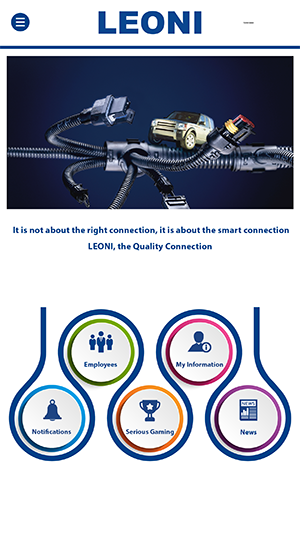 LEONI
It is not about the right connection, it is about the smart connection
LEONI, the Quality Connection
Employees
My Information
Notifications
Serious Gaming
NEWS
News